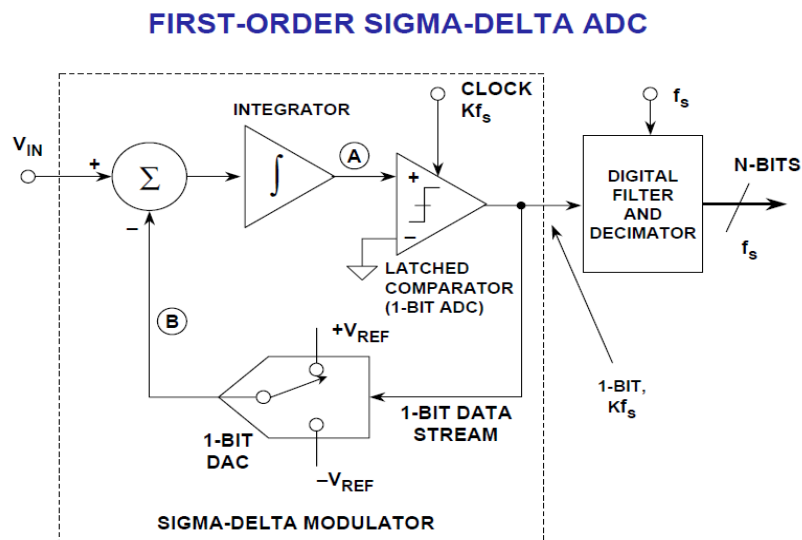 FIRST-ORDER SIGMA-DELTA ADC
CLOCK
Kfs
fs
INTEGRATOR
VIN
+
Σ
–
∫
A
+
–
DIGITAL
FILTER
AND
DECIMATOR
N-BITS
fs
LATCHED
COMPARATOR
(1-BIT ADC)
B
+VREF
1-BIT DATA
STREAM
1-BIT,
Kfs
1-BIT
DAC
–VREF
SIGMA-DELTA MODULATOR